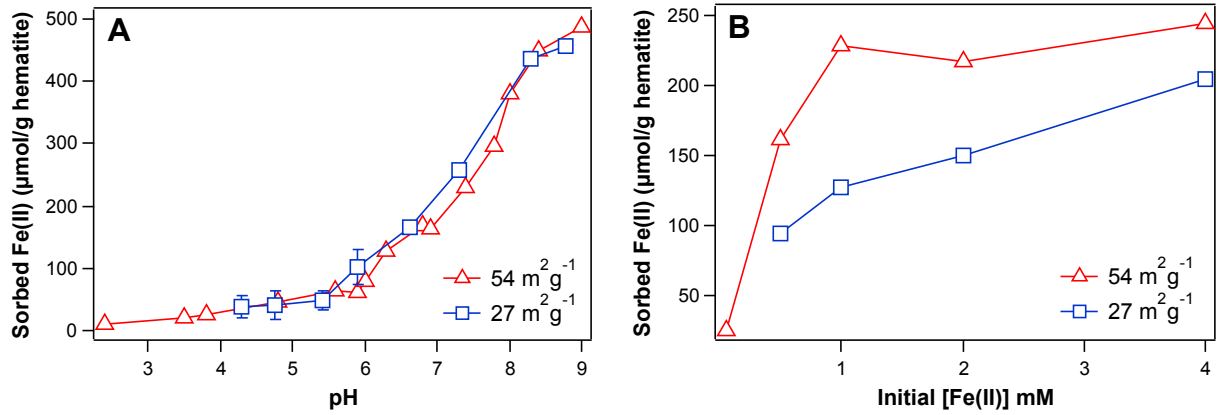 A
Sorbed Fe(II) (µmol/g hematite)
500
400
300
200
100
0
54 m²g⁻¹
27 m²g⁻¹
3 4 5 6 7 8 9
pH
B
Sorbed Fe(II) (µmol/g hematite)
250
200
150
100
50
54 m²g⁻¹
27 m²g⁻¹
1 2 3 4
Initial [Fe(II)] mM